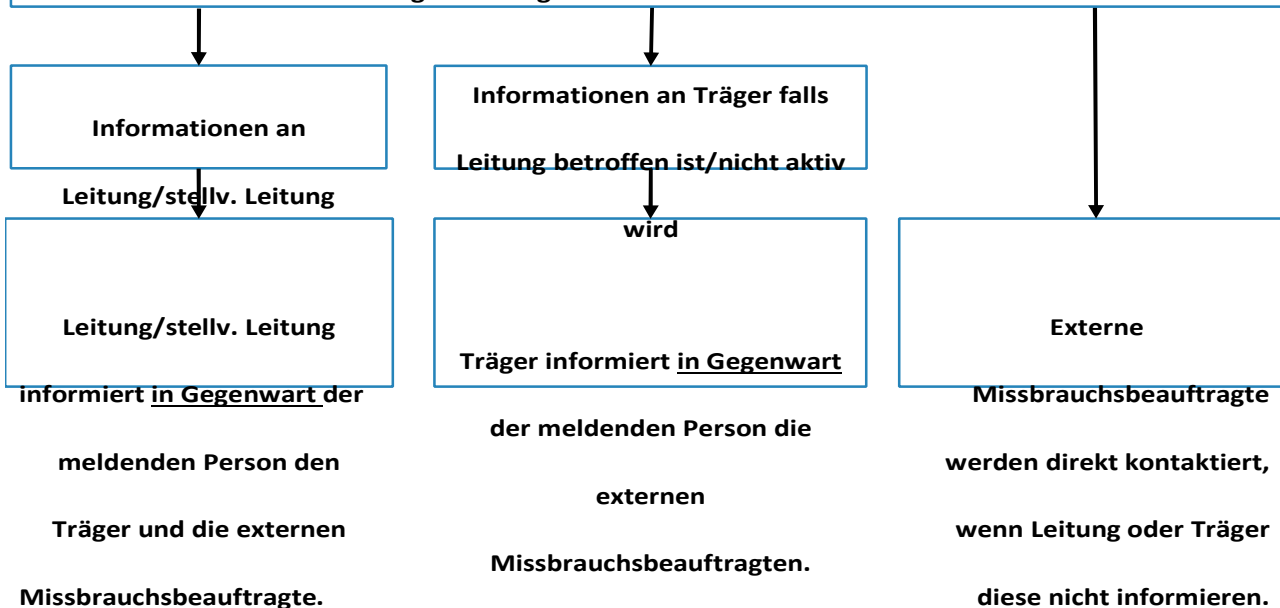 Informationen an
Leitung/stellv. Leitung
Informationen an Träger falls
Leitung betroffen ist/nicht aktiv
wird
Leitung/stellv. Leitung
informiert in Gegenwart der
meldenden Person den
Träger und die externen
Missbrauchsbeauftragte.
Träger informiert in Gegenwart
der meldenden Person die
externen
Missbrauchsbeauftragten.
Externe
Missbrauchsbeauftragte
werden direkt kontaktiert,
wenn Leitung oder Träger
diese nicht informieren.